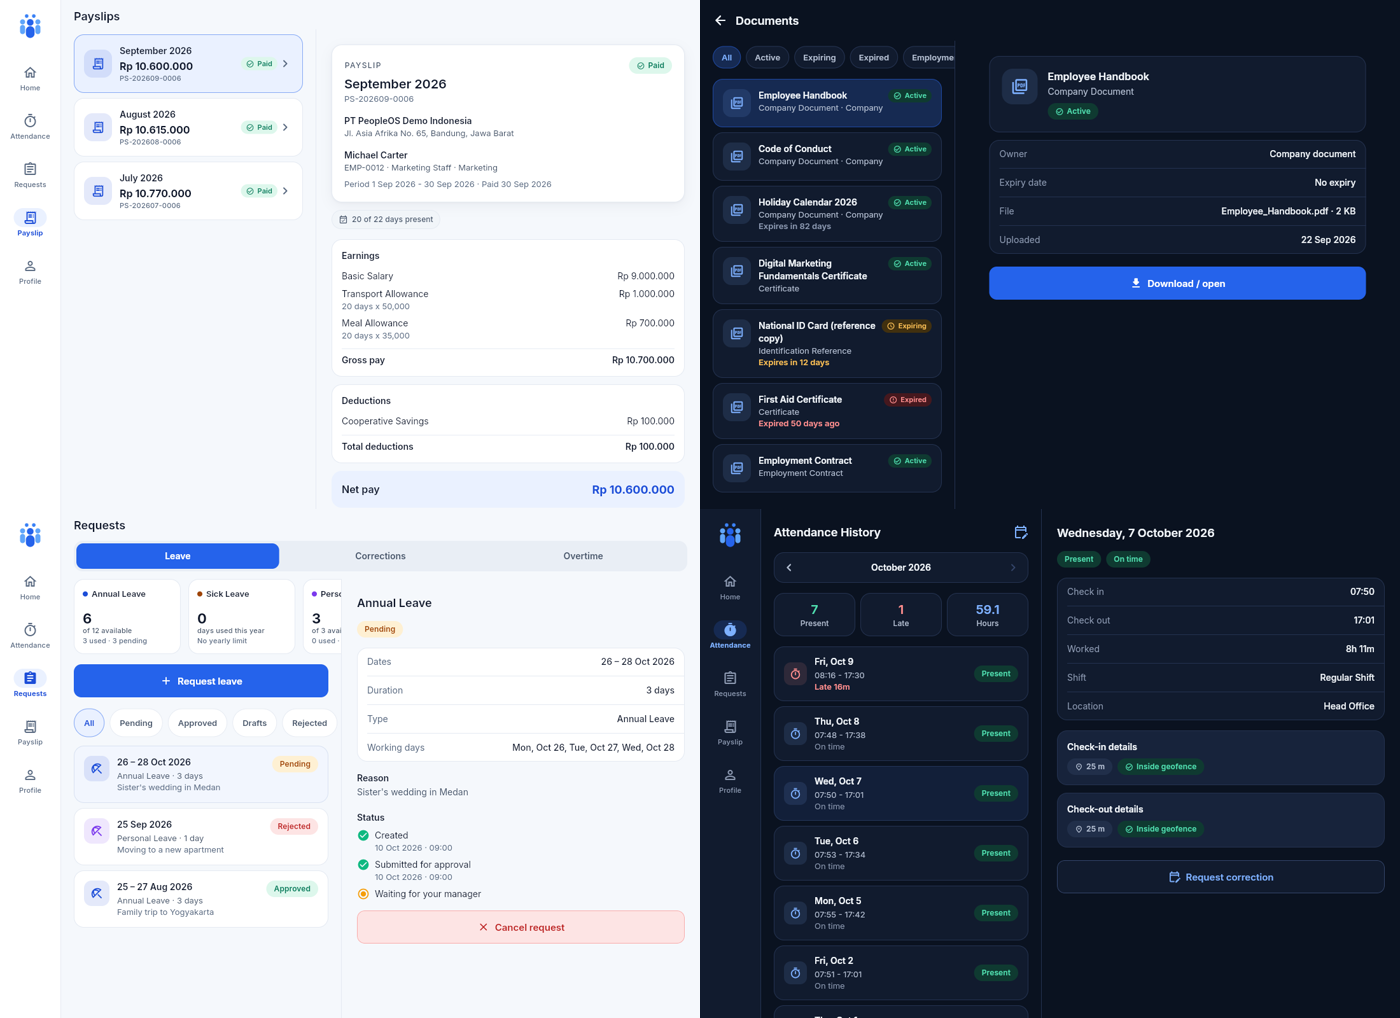 Payslips
Home
Attendance
Requests
Payslip
Profile
September 2026
Rp 10.600.000
PS-202609-0006
Paid
August 2026
Rp 10.615.000
PS-202608-0006
Paid
July 2026
Rp 10.770.000
PS-202607-0006
Paid
PAYSLIP
Paid
September 2026
PS-202609-0006
PT PeopleOS Demo Indonesia
Jl. Asia Afrika No. 65, Bandung, Jawa Barat
Michael Carter
EMP-0012 · Marketing Staff · Marketing
Period 1 Sep 2026 - 30 Sep 2026 · Paid 30 Sep 2026
20 of 22 days present
Earnings
Basic Salary Rp 9.000.000
Transport Allowance Rp 1.000.000
20 days x 50,000
Meal Allowance Rp 700.000
20 days x 35,000
Gross pay Rp 10.700.000
Deductions
Cooperative Savings Rp 100.000
Total deductions Rp 100.000
Net pay Rp 10.600.000
Documents
All Active Expiring Expired Employme
Employee Handbook
Company Document · Company
Active
Code of Conduct
Company Document · Company
Active
Holiday Calendar 2026
Company Document · Company
Expires in 82 days
Active
Digital Marketing
Fundamentals Certificate
Certificate
Active
National ID Card (reference
copy)
Identification Reference
Expires in 12 days
Expiring
First Aid Certificate
Certificate
Expired 50 days ago
Expired
Employment Contract
Employment Contract
Active
Employee Handbook
Company Document
Active
Owner Company document
Expiry date No expiry
File Employee_Handbook.pdf · 2 KB
Uploaded 22 Sep 2026
Download / open
Requests
Home
Attendance
Requests
Payslip
Profile
Leave Corrections Overtime
Annual Leave
6
of 12 available
3 used · 3 pending
Sick Leave
0
days used this year
No yearly limit
Perso
3
of 3 avai
0 used ·
Request leave
All Pending Approved Drafts Rejected
26 – 28 Oct 2026
Annual Leave · 3 days
Sister's wedding in Medan
Pending
25 Sep 2026
Personal Leave · 1 day
Moving to a new apartment
Rejected
25 – 27 Aug 2026
Annual Leave · 3 days
Family trip to Yogyakarta
Approved
Annual Leave
Pending
Dates 26 – 28 Oct 2026
Duration 3 days
Type Annual Leave
Working days Mon, Oct 26, Tue, Oct 27, Wed, Oct 28
Reason
Sister's wedding in Medan
Status
Created
10 Oct 2026 · 09:00
Submitted for approval
10 Oct 2026 · 09:00
Waiting for your manager
Cancel request
Home
Attendance
Requests
Payslip
Profile
Attendance History
October 2026
7
Present
1
Late
59.1
Hours
Fri, Oct 9
08:16 - 17:30
Late 16m
Present
Thu, Oct 8
07:48 - 17:38
On time
Present
Wed, Oct 7
07:50 - 17:01
On time
Present
Tue, Oct 6
07:53 - 17:34
On time
Present
Mon, Oct 5
07:55 - 17:42
On time
Present
Fri, Oct 2
07:51 - 17:01
On time
Present
Wednesday, 7 October 2026
Present On time
Check in 07:50
Check out 17:01
Worked 8h 11m
Shift Regular Shift
Location Head Office
Check-in details
25 m Inside geofence
Check-out details
25 m Inside geofence
Request correction